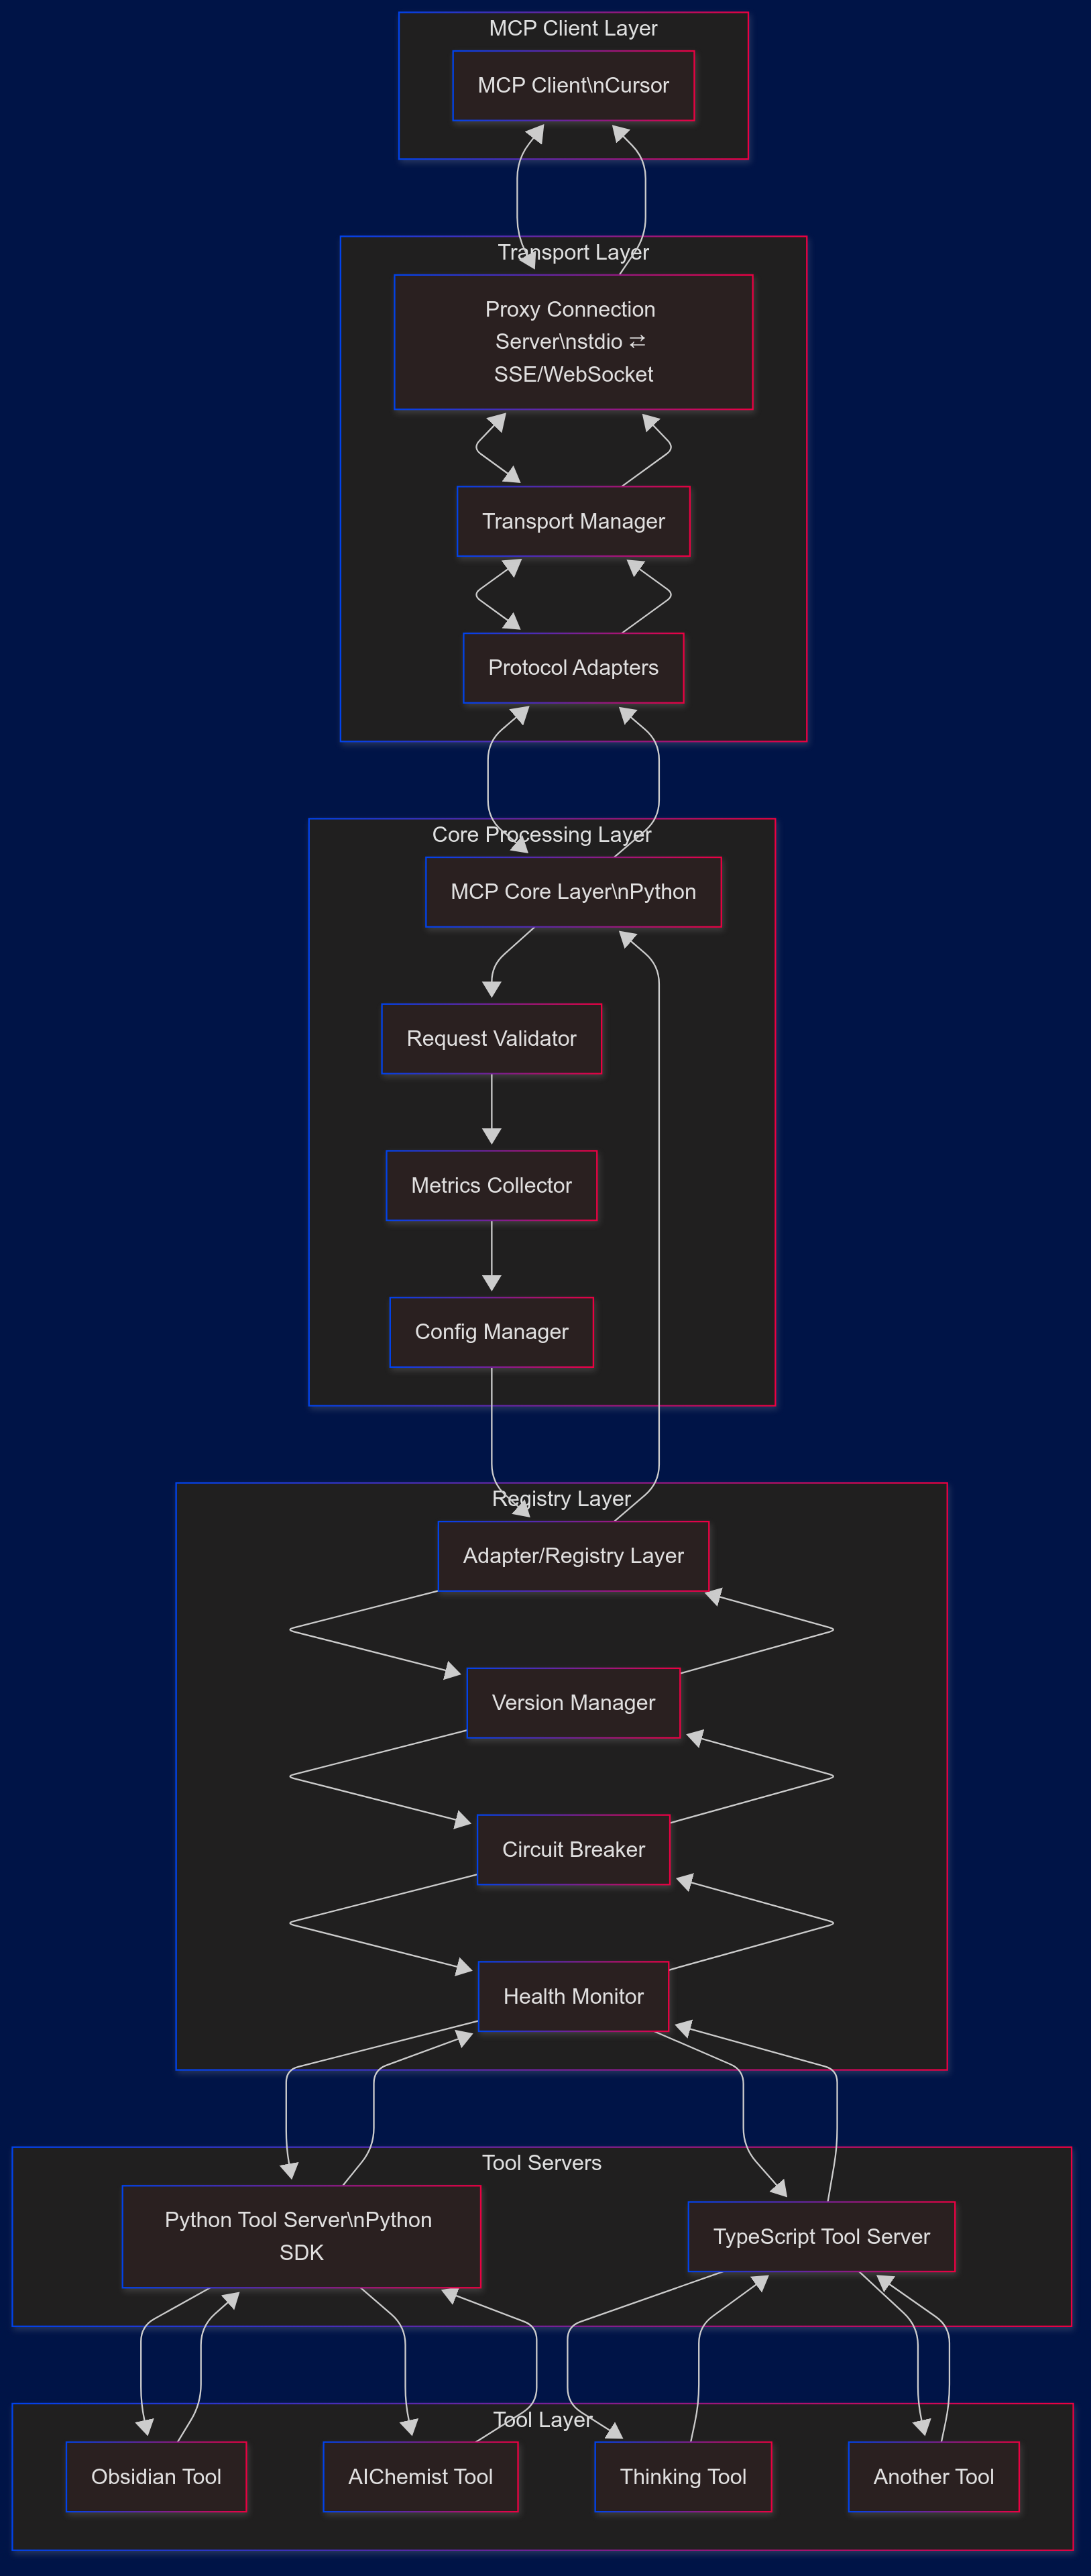 MCP Client Layer
MCP Client\nCursor
Transport Layer
Proxy Connection
Server\nstdio ⇄
SSE/WebSocket
Transport Manager
Protocol Adapters
Core Processing Layer
MCP Core Layer\nPython
Request Validator
Metrics Collector
Config Manager
Registry Layer
Adapter/Registry Layer
Version Manager
Circuit Breaker
Health Monitor
Tool Servers
Python Tool Server\nPython
SDK
TypeScript Tool Server
Tool Layer
Obsidian Tool
AIChemist Tool
Thinking Tool
Another Tool